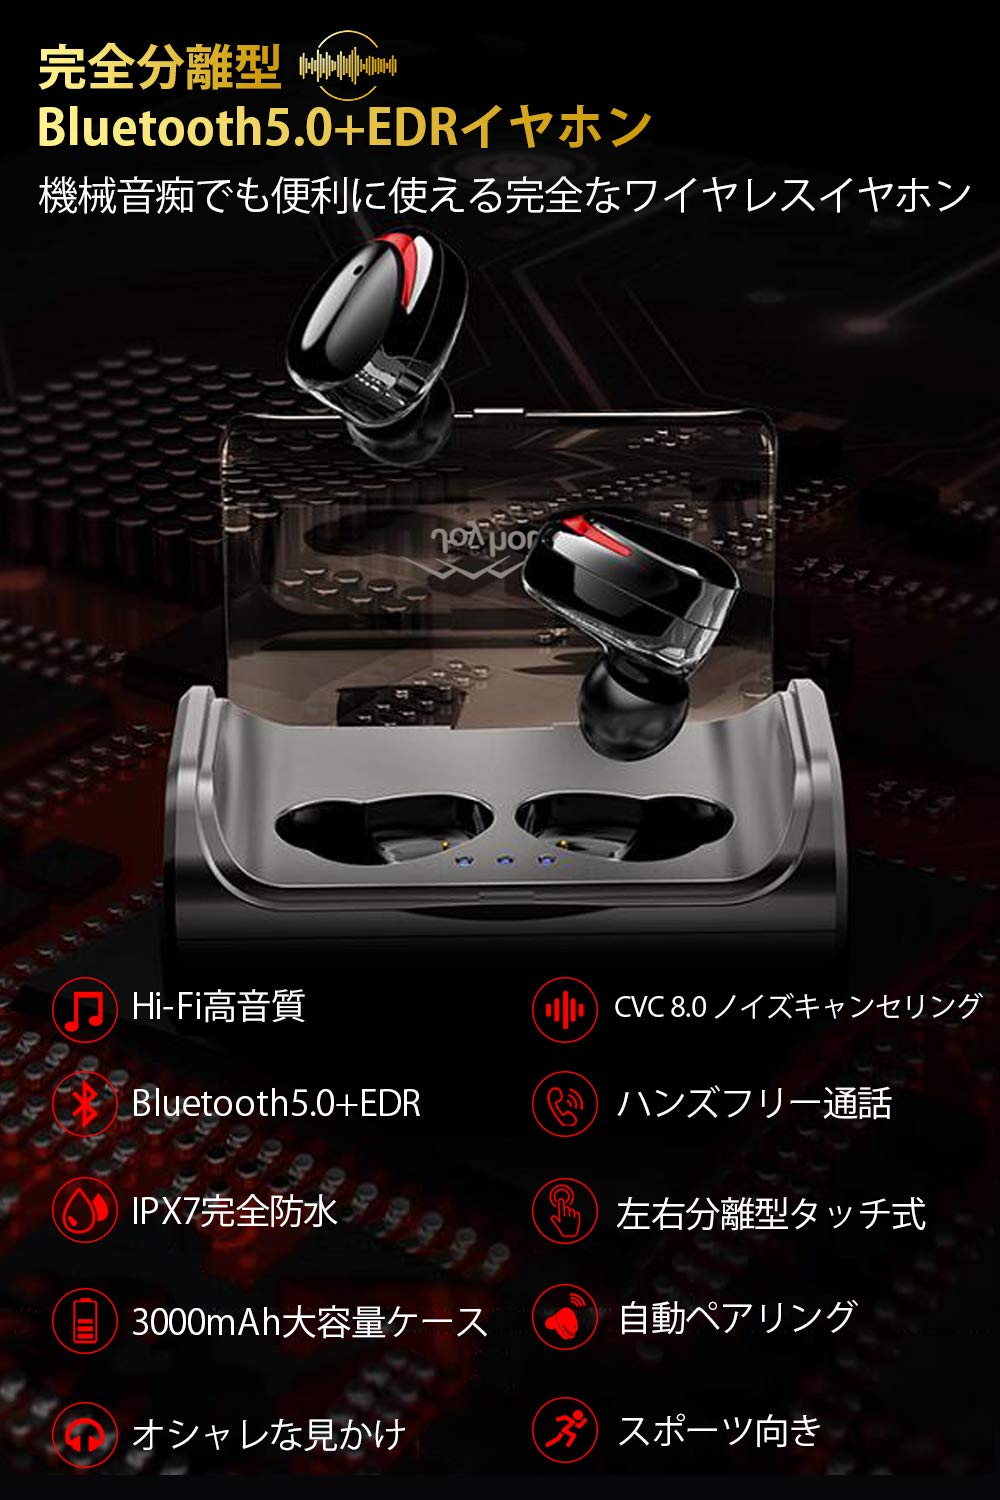 完全分離型
Bluetooth5.0+EDRイヤホン
機械音痴でも便利に使える完全なワイヤレスイヤホン
Hi-Fi高音質
CVC 8.0 ノイズキャンセリング
Bluetooth5.0+EDR
ハンズフリー通話
IPX7完全防水
左右分離型タッチ式
3000mAh大容量ケース
自動ペアリング
オシャレな見かけ
スポーツ向き